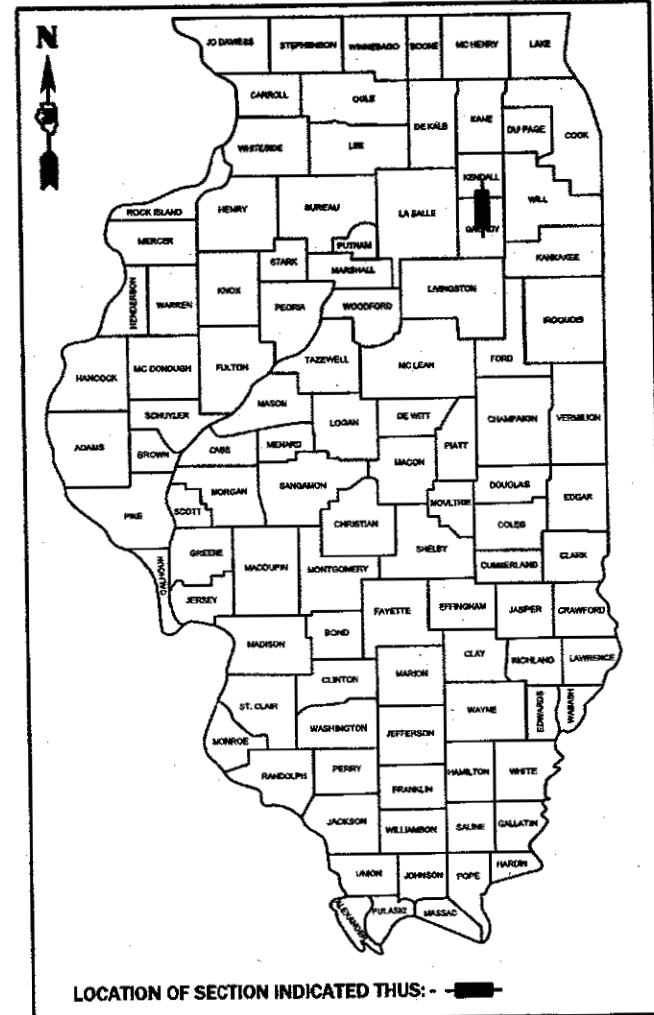 N
JO DAVIESS STEPHENSON WINNEBAGO BOONE MC HENRY LAKE
CARROLL OGLE DE KALB KANE DU PAGE COOK
WHITESIDE LEE KENDALL WILL
ROCK ISLAND HENRY BUREAU LA SALLE GRUNDY
MERCER PUTNAM KANKAKEE
HENDERSON WARREN KNOX STARK MARSHALL LIVINGSTON
PEORIA WOODFORD IROQUOIS
HANCOCK MC DONOUGH FULTON TAZEWELL MC LEAN FORD
SCHUYLER MASON LOGAN DE WITT CHAMPAIGN VERMILION
ADAMS BROWN CASS MENARD MACON PIATT
PIKE SCOTT MORGAN SANGAMON MOULTRIE DOUGLAS EDGAR
CHRISTIAN COLES
CALHOUN GREENE MACOUPIN MONTGOMERY SHELBY CUMBERLAND CLARK
JERSEY FAYETTE EFFINGHAM JASPER CRAWFORD
MADISON BOND CLAY RICHLAND LAWRENCE
CLINTON MARION
ST. CLAIR WAYNE EDWARDS WABASH
MONROE WASHINGTON JEFFERSON
RANDOLPH PERRY FRANKLIN HAMILTON WHITE
JACKSON WILLIAMSON SALINE GALLATIN
UNION JOHNSON POPE HARDIN
ALEXANDER PULASKI MASSAC
LOCATION OF SECTION INDICATED THUS: -